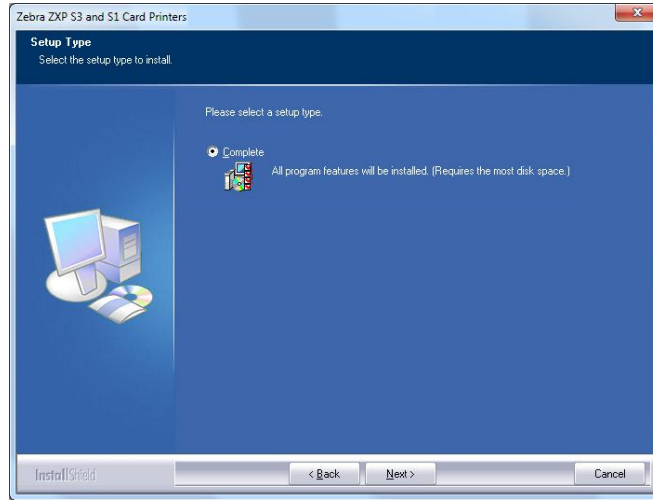 Zebra ZXP S3 and S1 Card Printers
Setup Type
Select the setup type to install.
Please select a setup type.
Complete
All program features will be installed. (Requires the most disk space.)
InstallShield
< Back
Next >
Cancel